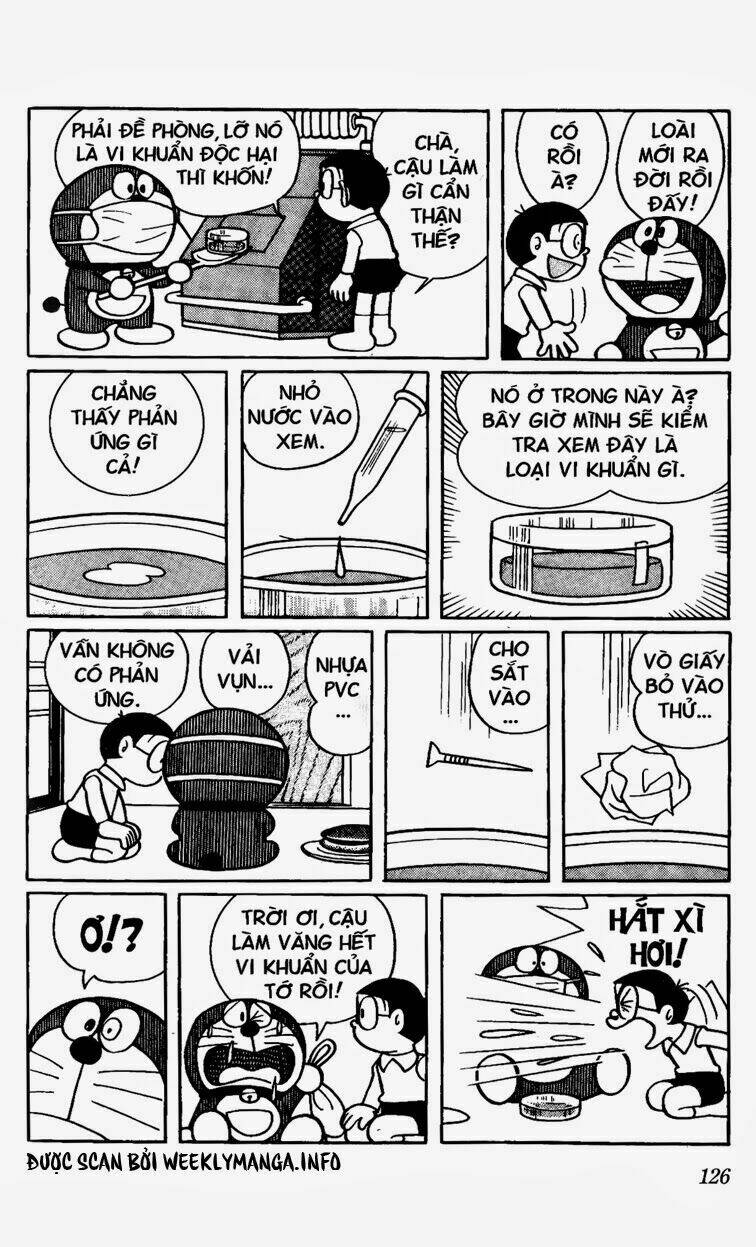 LOÀI
MỚI RA
ĐỜI RỒI
ĐẤY!
CÓ
RỒI
À?
CHÀ,
CẬU LÀM
GÌ CẨN
THẬN
THẾ?
PHẢI ĐỀ PHÒNG, LỠ NÓ
LÀ VI KHUẨN ĐỘC HẠI
THÌ KHỐN!
NÓ Ở TRONG NÀY À?
BÂY GIỜ MÌNH SẼ KIỂM
TRA XEM ĐÂY LÀ
LOẠI VI KHUẨN GÌ.
NHỎ
NƯỚC VÀO
XEM.
CHẲNG
THẤY PHẢN
ỨNG GÌ
CẢ!
VÒ GIẤY
BỎ VÀO
THỬ...
CHO
SẮT
VÀO
...
NHỰA
PVC
...
VẢI
VỤN...
VẪN KHÔNG
CÓ PHẢN
ỨNG.
HẮT XÌ
HƠI!
TRỜI ƠI, CẬU
LÀM VĂNG HẾT
VI KHUẨN CỦA
TỚ RỒI!
Ơ!?
ĐƯỢC SCAN BỞI WEEKLYMANGA.INFO
126